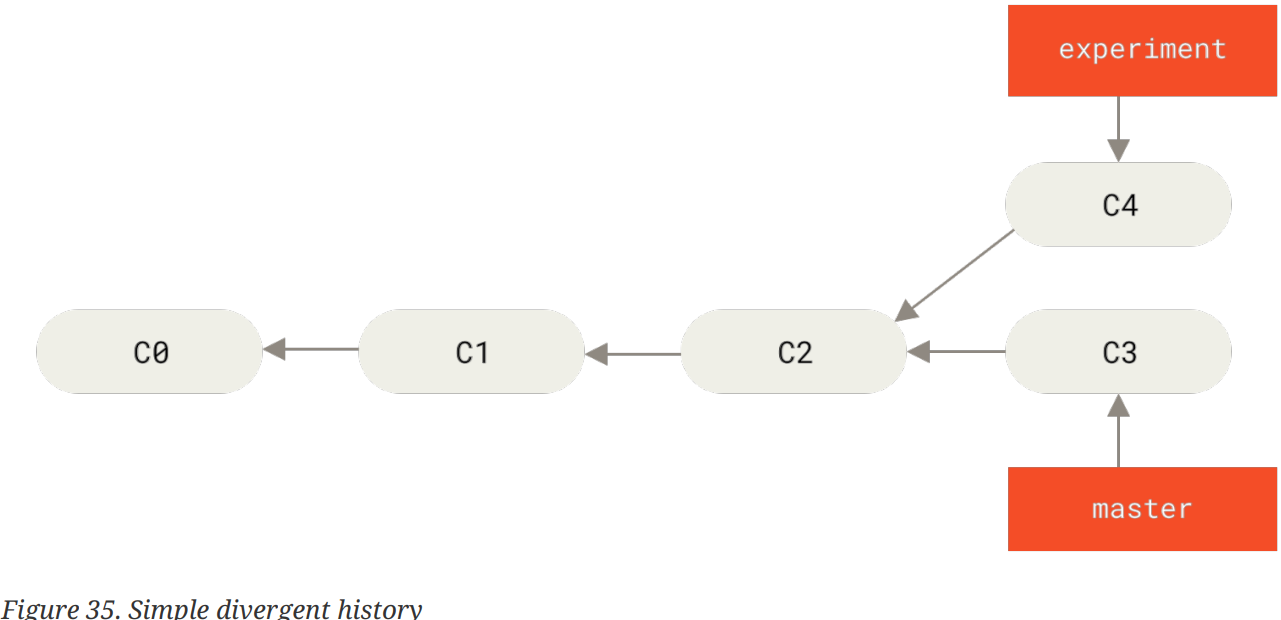 experiment
C4
C0
C1
C2
C3
master
Figure 35. Simple divergent history